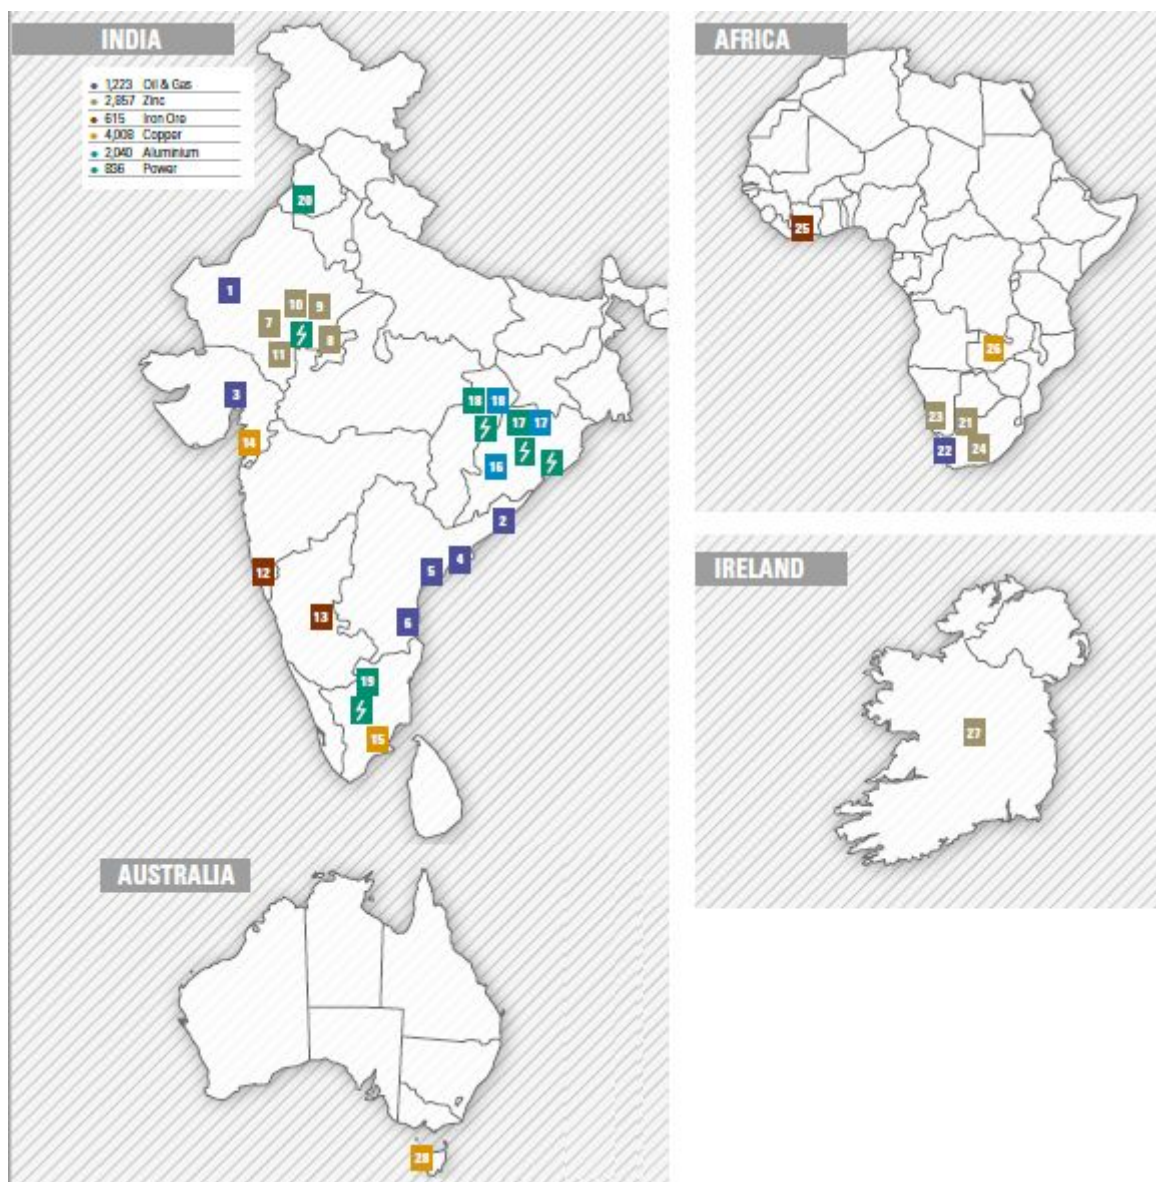 INDIA
1,223 Oil & Gas
2,857 Zinc
615 Iron Ore
4,008 Copper
2,040 Aluminium
836 Power
20
1
10 9
7
8
11
3
18 18
17 17
14
16
2
4
5
12
13
6
19
15
AFRICA
25
26
23
21
22
24
IRELAND
27
AUSTRALIA
28